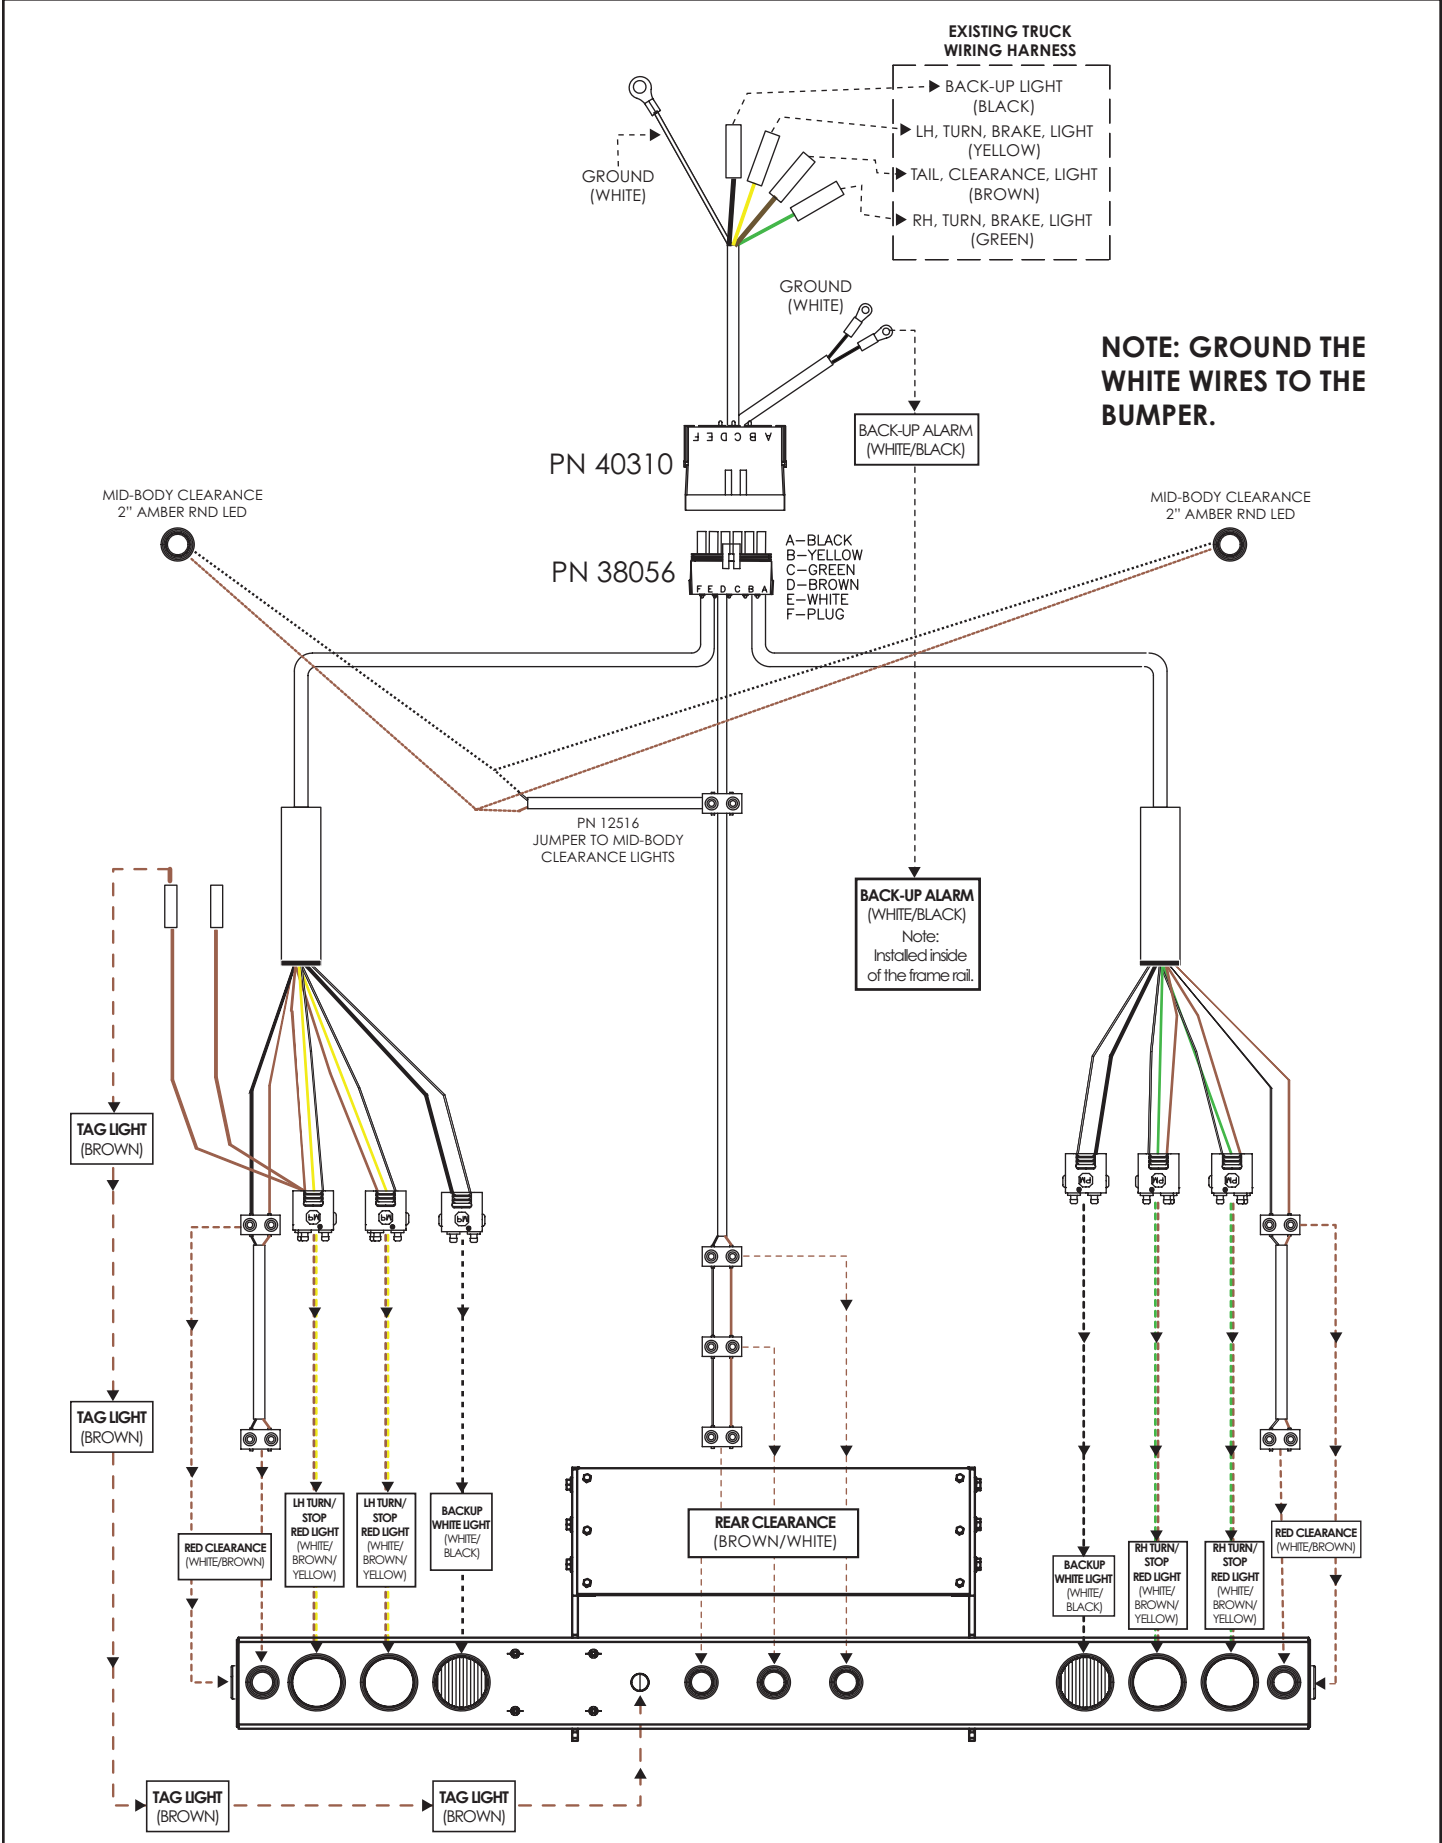 EXISTING TRUCK
WIRING HARNESS
BACK-UP LIGHT
(BLACK)
LH, TURN, BRAKE, LIGHT
(YELLOW)
TAIL, CLEARANCE, LIGHT
(BROWN)
RH, TURN, BRAKE, LIGHT
(GREEN)
GROUND
(WHITE)
GROUND
(WHITE)
NOTE: GROUND THE
WHITE WIRES TO THE
BUMPER.
BACK-UP ALARM
(WHITE/BLACK)
F E D C B A
PN 40310
MID-BODY CLEARANCE
2” AMBER RND LED
MID-BODY CLEARANCE
2” AMBER RND LED
PN 38056
F E D C B A
A–BLACK
B–YELLOW
C–GREEN
D–BROWN
E–WHITE
F–PLUG
PN 12516
JUMPER TO MID-BODY
CLEARANCE LIGHTS
BACK-UP ALARM
(WHITE/BLACK)
Note:
Installed inside
of the frame rail.
TAG LIGHT
(BROWN)
PM
PM
PM
PM
PM
PM
TAG LIGHT
(BROWN)
RED CLEARANCE
(WHITE/BROWN)
LH TURN/
STOP
RED LIGHT
(WHITE/
BROWN/
YELLOW)
LH TURN/
STOP
RED LIGHT
(WHITE/
BROWN/
YELLOW)
BACKUP
WHITE LIGHT
(WHITE/
BLACK)
REAR CLEARANCE
(BROWN/WHITE)
BACKUP
WHITE LIGHT
(WHITE/
BLACK)
RH TURN/
STOP
RED LIGHT
(WHITE/
BROWN/
YELLOW)
RH TURN/
STOP
RED LIGHT
(WHITE/
BROWN/
YELLOW)
RED CLEARANCE
(WHITE/BROWN)
TAG LIGHT
(BROWN)
TAG LIGHT
(BROWN)